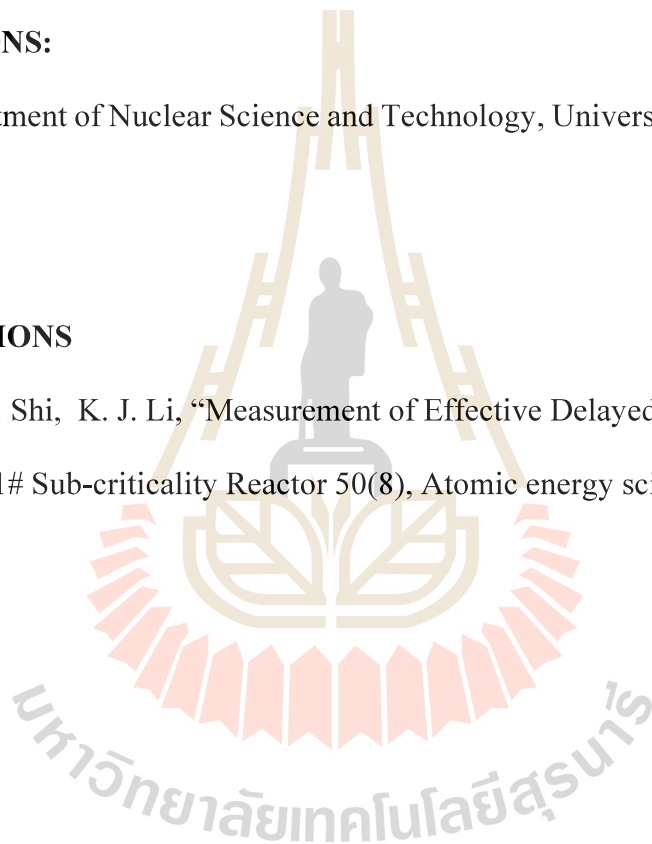 NS:
tment of Nuclear Science and Technology, Univers
IONS
. Shi, K. J. Li, “Measurement of Effective Delayed
1# Sub-criticality Reactor 50(8), Atomic energy sci
มหาวิทยาลัยเทคโนโลยีสุรนารี